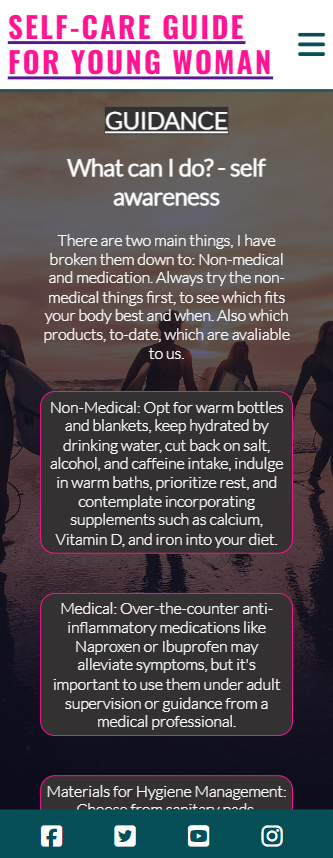 SELF-CARE GUIDE
FOR YOUNG WOMAN
GUIDANCE
What can I do? - self
awareness
There are two main things, I have
broken them down to: Non-medical
and medication. Always try the non-
medical things first, to see which fits
your body best and when. Also which
products, to-date, which are avaliable
to us.
Non-Medical: Opt for warm bottles
and blankets, keep hydrated by
drinking water, cut back on salt,
alcohol, and caffeine intake, indulge
in warm baths, prioritize rest, and
contemplate incorporating
supplements such as calcium,
Vitamin D, and iron into your diet.
Medical: Over-the-counter anti-
inflammatory medications like
Naproxen or Ibuprofen may
alleviate symptoms, but it's
important to use them under adult
supervision or guidance from a
medical professional.
Materials for Hygiene Management:
Choose from sanitary pads,